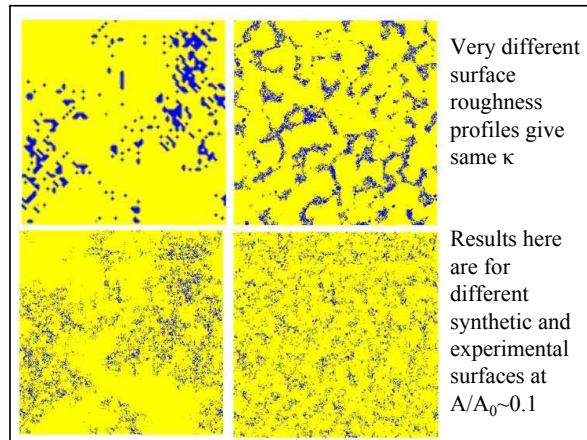 Very different
surface
roughness
profiles give
same κ
Results here
are for
different
synthetic and
experimental
surfaces at
A/A₀~0.1